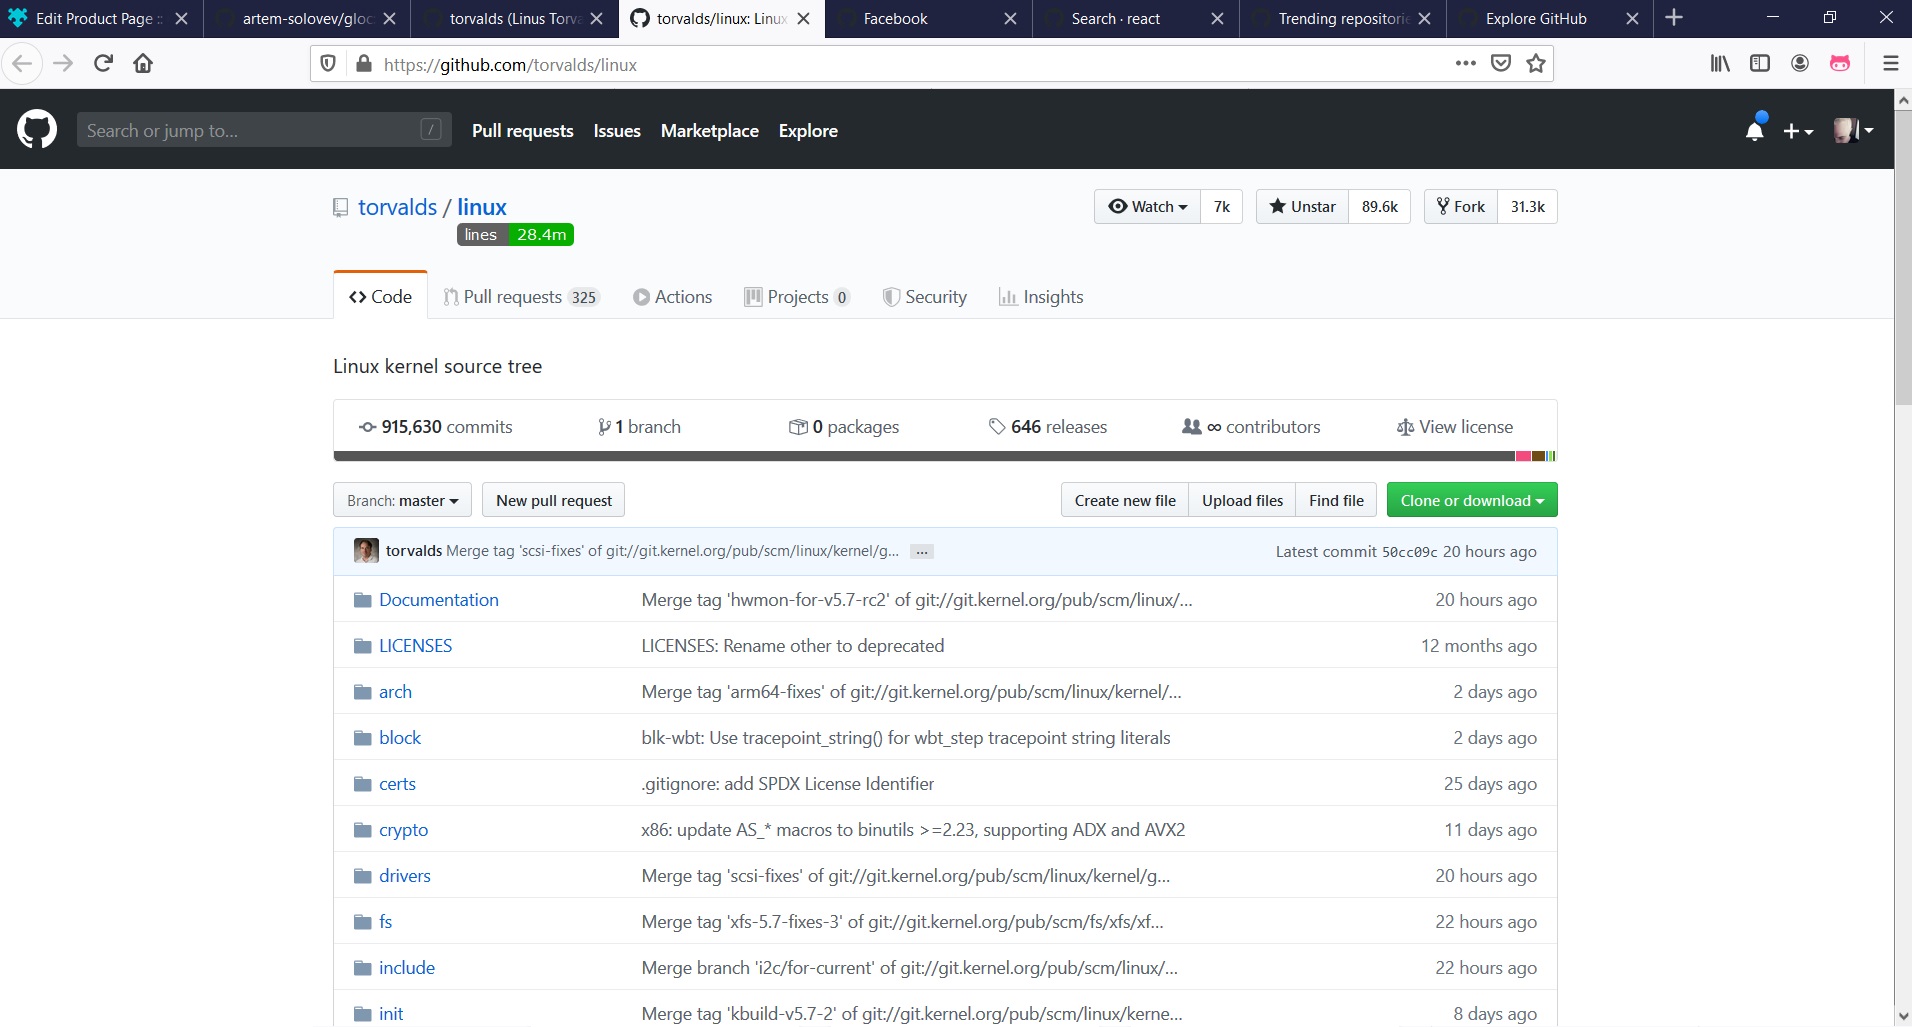 Edit Product Page :: artem-solovev/gloc torvalds (Linus Torva torvalds/linux: Linux Facebook Search · react Trending repositorie Explore GitHub
https://github.com/torvalds/linux
Search or jump to... / Pull requests Issues Marketplace Explore
torvalds / linux Watch 7k Unstar 89.6k Fork 31.3k
lines 28.4m
Code Pull requests 325 Actions Projects 0 Security Insights
Linux kernel source tree
915,630 commits 1 branch 0 packages 646 releases ∞ contributors View license
Branch: master New pull request Create new file Upload files Find file Clone or download
torvalds Merge tag 'scsi-fixes' of git://git.kernel.org/pub/scm/linux/kernel/g... ... Latest commit 50cc09c 20 hours ago
Documentation Merge tag 'hwmon-for-v5.7-rc2' of git://git.kernel.org/pub/scm/linux/... 20 hours ago
LICENSES LICENSES: Rename other to deprecated 12 months ago
arch Merge tag 'arm64-fixes' of git://git.kernel.org/pub/scm/linux/kernel/... 2 days ago
block blk-wbt: Use tracepoint_string() for wbt_step tracepoint string literals 2 days ago
certs .gitignore: add SPDX License Identifier 25 days ago
crypto x86: update AS_* macros to binutils >=2.23, supporting ADX and AVX2 11 days ago
drivers Merge tag 'scsi-fixes' of git://git.kernel.org/pub/scm/linux/kernel/g... 20 hours ago
fs Merge tag 'xfs-5.7-fixes-3' of git://git.kernel.org/pub/scm/fs/xfs/xf... 22 hours ago
include Merge branch 'i2c/for-current' of git://git.kernel.org/pub/scm/linux/... 22 hours ago
init Merge tag 'kbuild-v5.7-2' of git://git.kernel.org/pub/scm/linux/kerne... 8 days ago